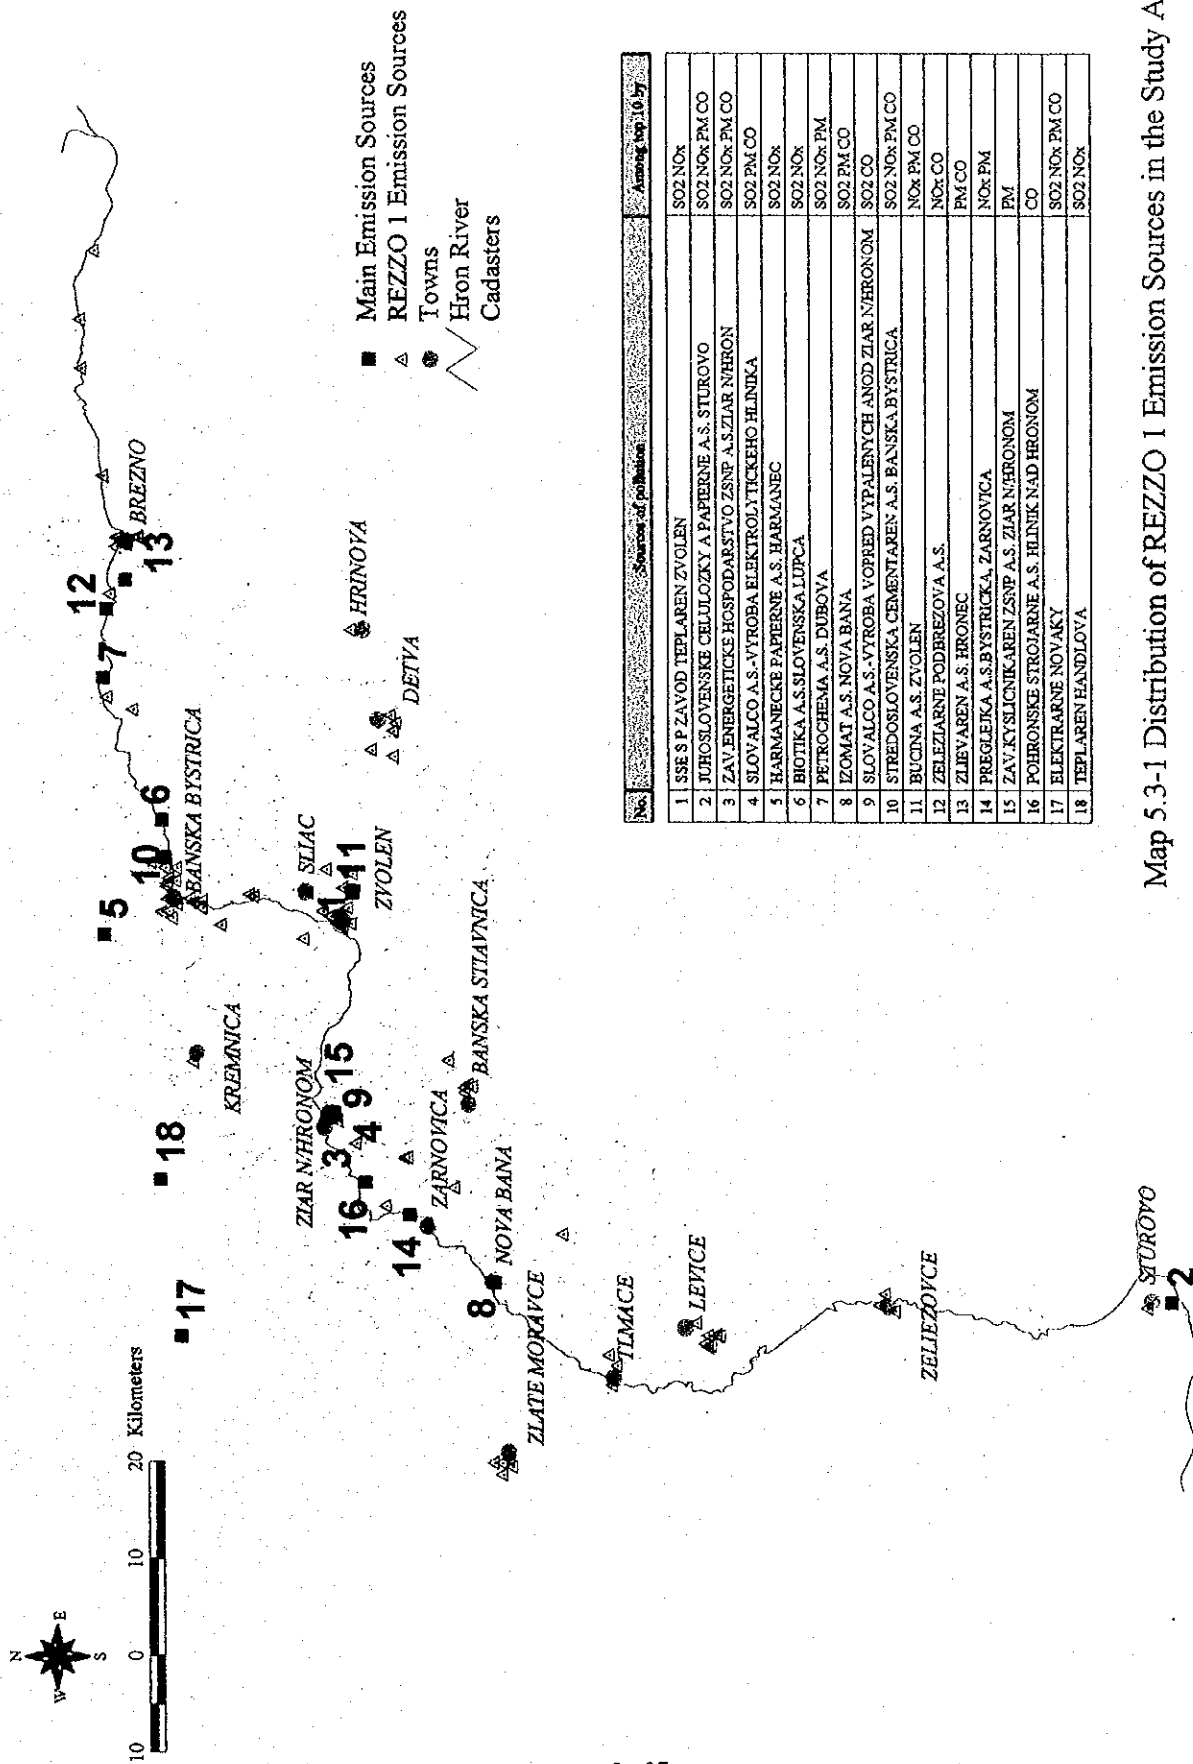 N
W E
S
10 0 10 20 Kilometers
17
18
5
KREMNICA
10
6
BANSKA BYSTRICA
7
12
13
BREZNO
HRINOVA
DETVA
SLIAC
1
11
ZVOLEN
ZIAR N/HRONOM
3
15
9
4
16
14
ZARNOVICA
BANSKA STIAVNICA
8
NOVA BANA
ZLATE MORAVCE
TLMACE
LEVICE
ZELIEZOVCE
STUROVO
2
Main Emission Sources
REZZO 1 Emission Sources
Towns
Hron River
Cadasters
No. Sources of pollution Among top 10 by
1 SSE S P ZAVOD TEPLAREN ZVOLEN SO2 NOx
2 JUHOSLOVENSKE CELULOZKY A PAPIERNE A.S. STUROVO SO2 NOx PM CO
3 ZAV.ENERGETICKE HOSPODARSTVO ZSNP A.S.ZIAR N/HRON SO2 NOx PM CO
4 SLOVALCO A.S.-VYROBA ELEKTROLYTICKEHO HLINIKA SO2 PM CO
5 HARMANECKE PAPIERNE A.S. HARMANEC SO2 NOx
6 BIOTIKA A.S.SLOVENSKA LUPCA SO2 NOx
7 PETROCHEMA A.S. DUBOVA SO2 NOx PM
8 IZOMAT A.S. NOVA BANA SO2 PM CO
9 SLOVALCO A.S.-VYROBA VOPRED VYPALENYCH ANOD ZIAR N/HRONOM SO2 CO
10 STREDOSLOVENSKA CEMENTAREN A.S. BANSKA BYSTRICA SO2 NOx PM CO
11 BUCINA A.S. ZVOLEN NOx PM CO
12 ZELEZIARNE PODBREZOVA A.S. NOx CO
13 ZLIEVAREN A.S. HRONEC PM CO
14 PREGLEJKA A.S.BYSTRICKA, ZARNOVICA NOx PM
15 ZAV.KYSLICNIKAREN ZSNP A.S. ZIAR N/HRONOM PM
16 POHRONSKE STROJARNE A.S. HLINIK NAD HRONOM CO
17 ELEKTRARNE NOVAKY SO2 NOx PM CO
18 TEPLAREN HANDLOVA SO2 NOx
Map 5.3-1 Distribution of REZZO 1 Emission Sources in the Study A